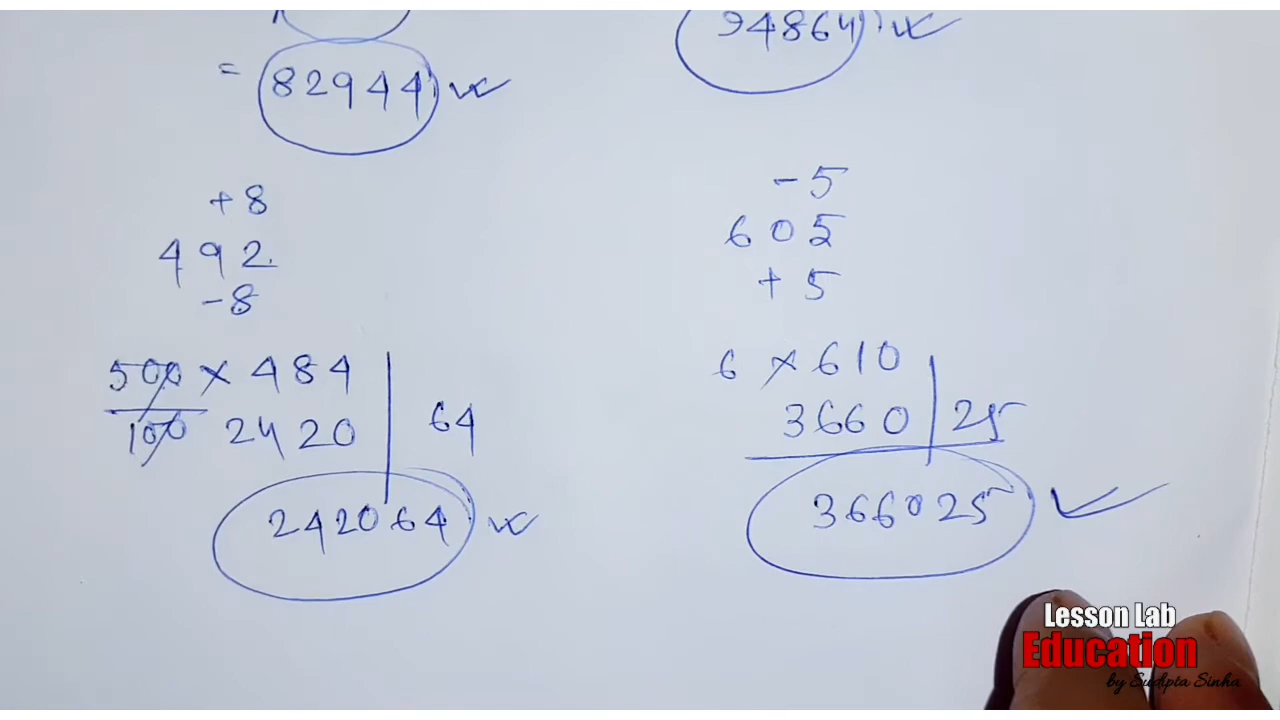 = 82944
94864
+8
492
-8
500 × 484
100 2420 | 64
242064
-5
605
+5
6 × 610
3660 | 25
366025
Lesson Lab
Education
by Sudipta Sinha